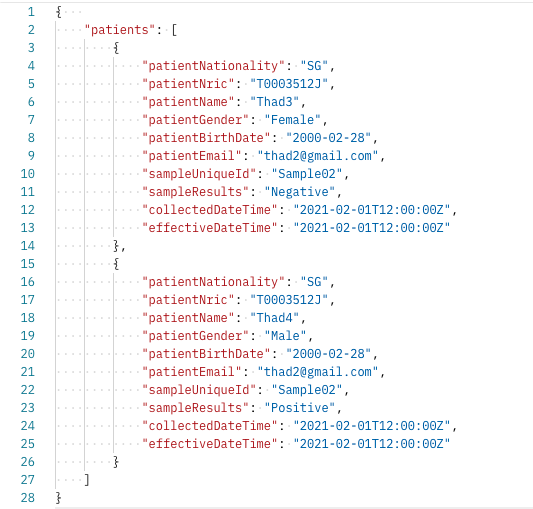 1 {
2 "patients": [
3 {
4 "patientNationality": "SG",
5 "patientNric": "T0003512J",
6 "patientName": "Thad3",
7 "patientGender": "Female",
8 "patientBirthDate": "2000-02-28",
9 "patientEmail": "thad2@gmail.com",
10 "sampleUniqueId": "Sample02",
11 "sampleResults": "Negative",
12 "collectedDateTime": "2021-02-01T12:00:00Z",
13 "effectiveDateTime": "2021-02-01T12:00:00Z"
14 },
15 {
16 "patientNationality": "SG",
17 "patientNric": "T0003512J",
18 "patientName": "Thad4",
19 "patientGender": "Male",
20 "patientBirthDate": "2000-02-28",
21 "patientEmail": "thad2@gmail.com",
22 "sampleUniqueId": "Sample02",
23 "sampleResults": "Positive",
24 "collectedDateTime": "2021-02-01T12:00:00Z",
25 "effectiveDateTime": "2021-02-01T12:00:00Z"
26 }
27 ]
28 }